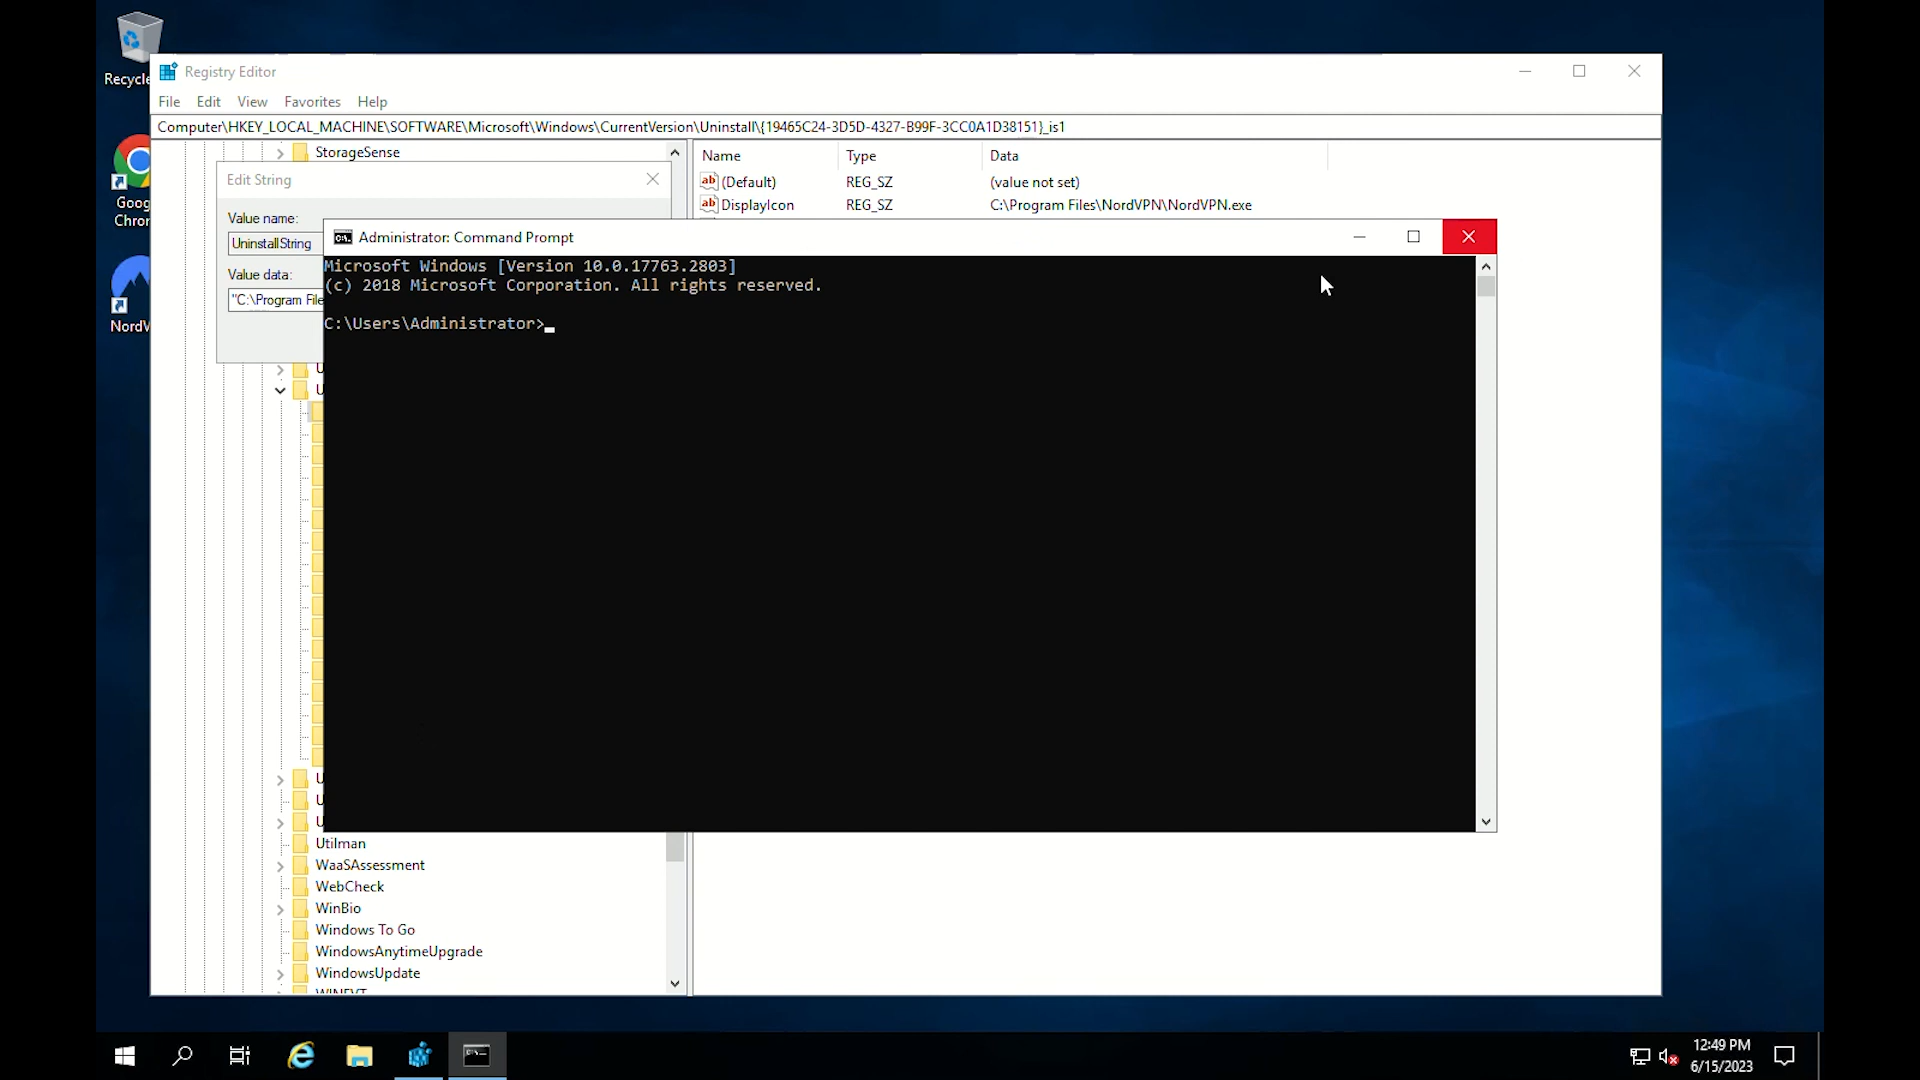 Recycle
Registry Editor
File Edit View Favorites Help
Computer\HKEY_LOCAL_MACHINE\SOFTWARE\Microsoft\Windows\CurrentVersion\Uninstall\{19465C24-3D5D-4327-B99F-3CC0A1D38151}_is1
StorageSense
Name Type Data
ab (Default) REG_SZ (value not set)
ab DisplayIcon REG_SZ C:\Program Files\NordVPN\NordVPN.exe
Goog
Chron
NordV
Edit String
Value name:
UninstallString
Value data:
"C:\Program File
Administrator: Command Prompt
Microsoft Windows [Version 10.0.17763.2803]
(c) 2018 Microsoft Corporation. All rights reserved.
C:\Users\Administrator>
U
U
U
U
U
Utilman
WaaSAssessment
WebCheck
WinBio
Windows To Go
WindowsAnytimeUpgrade
WindowsUpdate
12:49 PM
6/15/2023